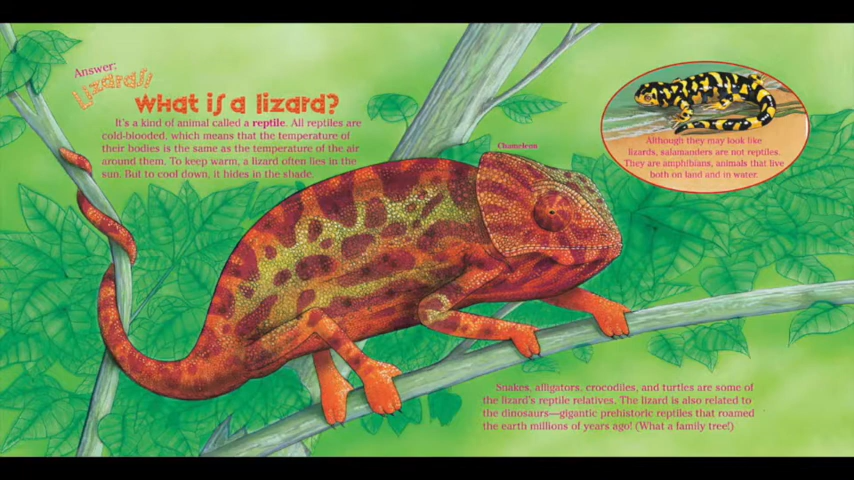 Answer:
Lizards!
What is a lizard?
It's a kind of animal called a reptile. All reptiles are
cold-blooded, which means that the temperature of
their bodies is the same as the temperature of the air
around them. To keep warm, a lizard often lies in the
sun. But to cool down, it hides in the shade.
Chameleon
Although they may look like
lizards, salamanders are not reptiles.
They are amphibians, animals that live
both on land and in water.
Snakes, alligators, crocodiles, and turtles are some of
the lizard's reptile relatives. The lizard is also related to
the dinosaurs—gigantic prehistoric reptiles that roamed
the earth millions of years ago! (What a family tree!)